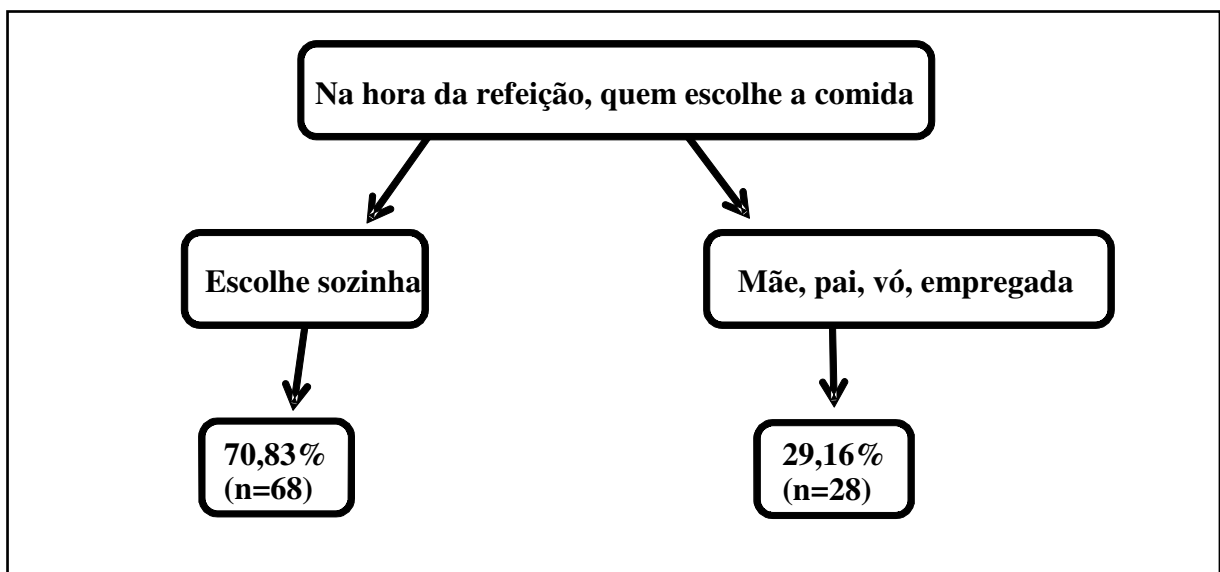 Na hora da refeição, quem escolhe a comida
Escolhe sozinha
Mãe, pai, vó, empregada
70,83%
(n=68)
29,16%
(n=28)